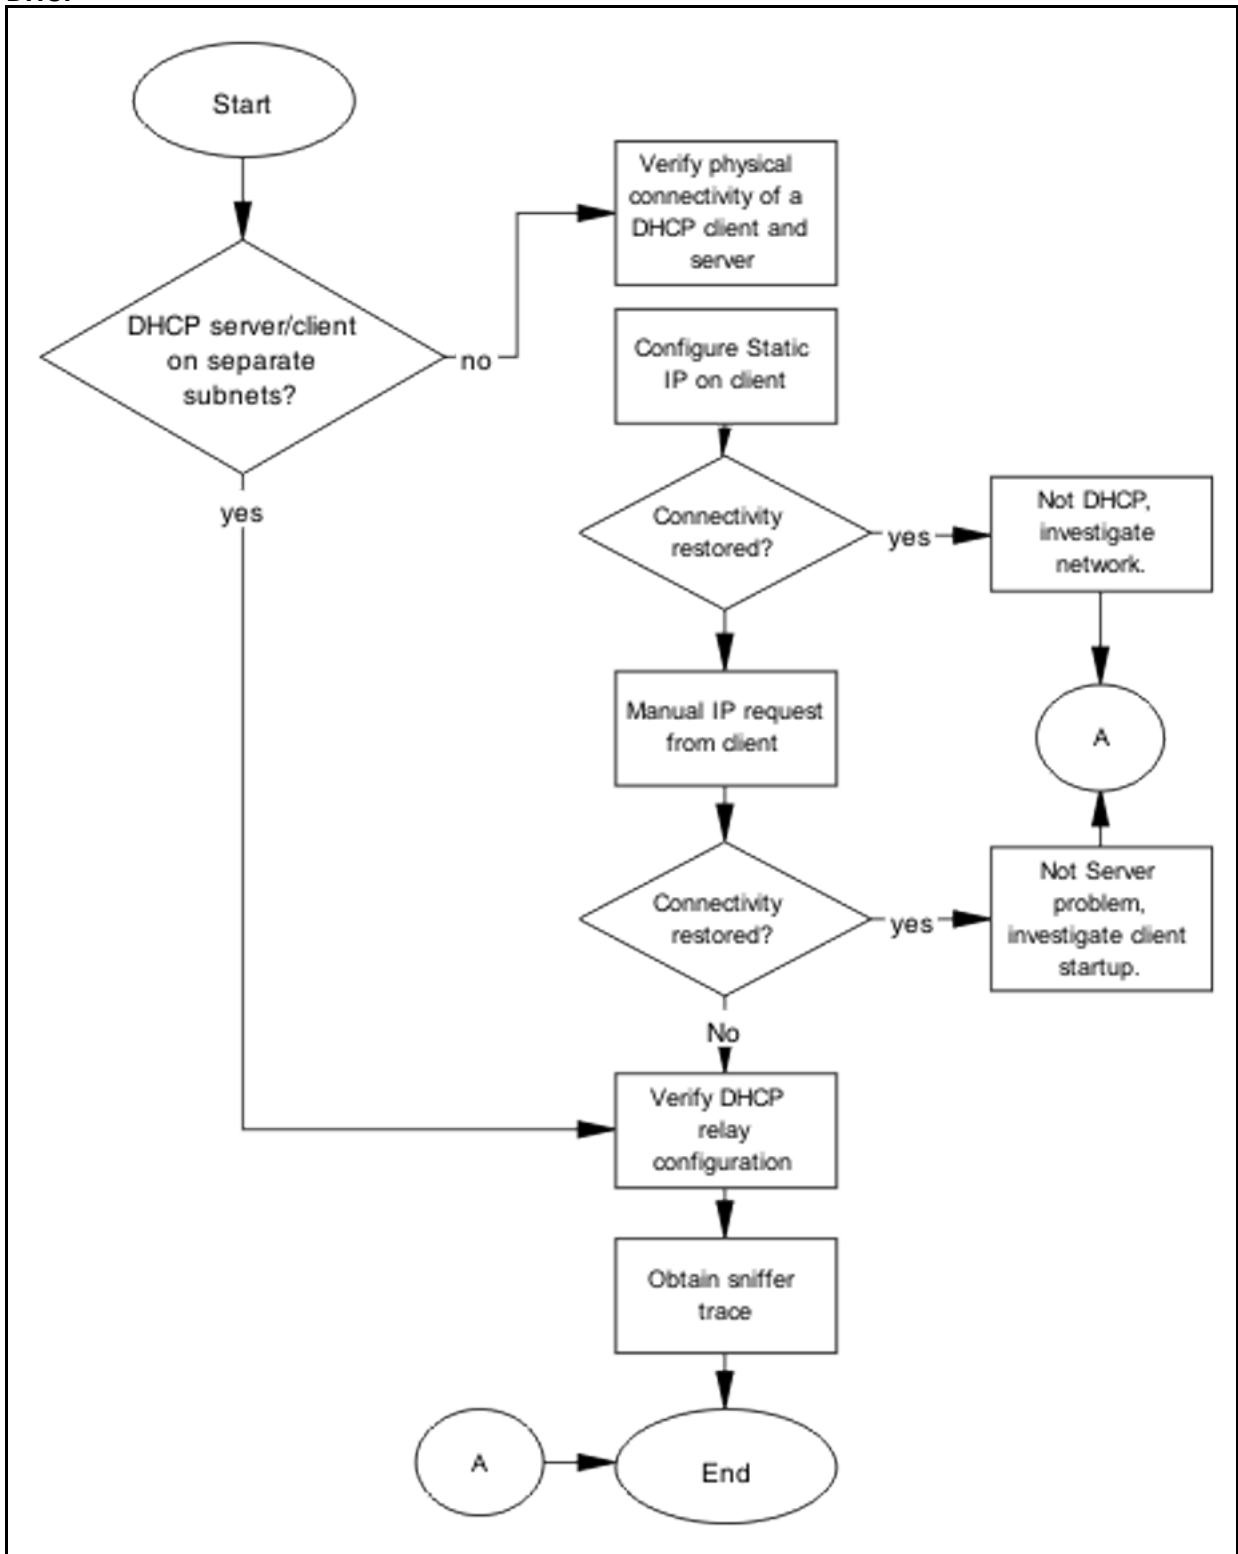 Start
Verify physical
connectivity of a
DHCP client and
server
DHCP server/client
on separate
subnets?
no
Configure Static
IP on client
yes
Connectivity
restored?
yes
Not DHCP,
investigate
network.
Manual IP request
from client
A
Connectivity
restored?
yes
Not Server
problem,
investigate client
startup.
No
Verify DHCP
relay
configuration
Obtain sniffer
trace
A
End